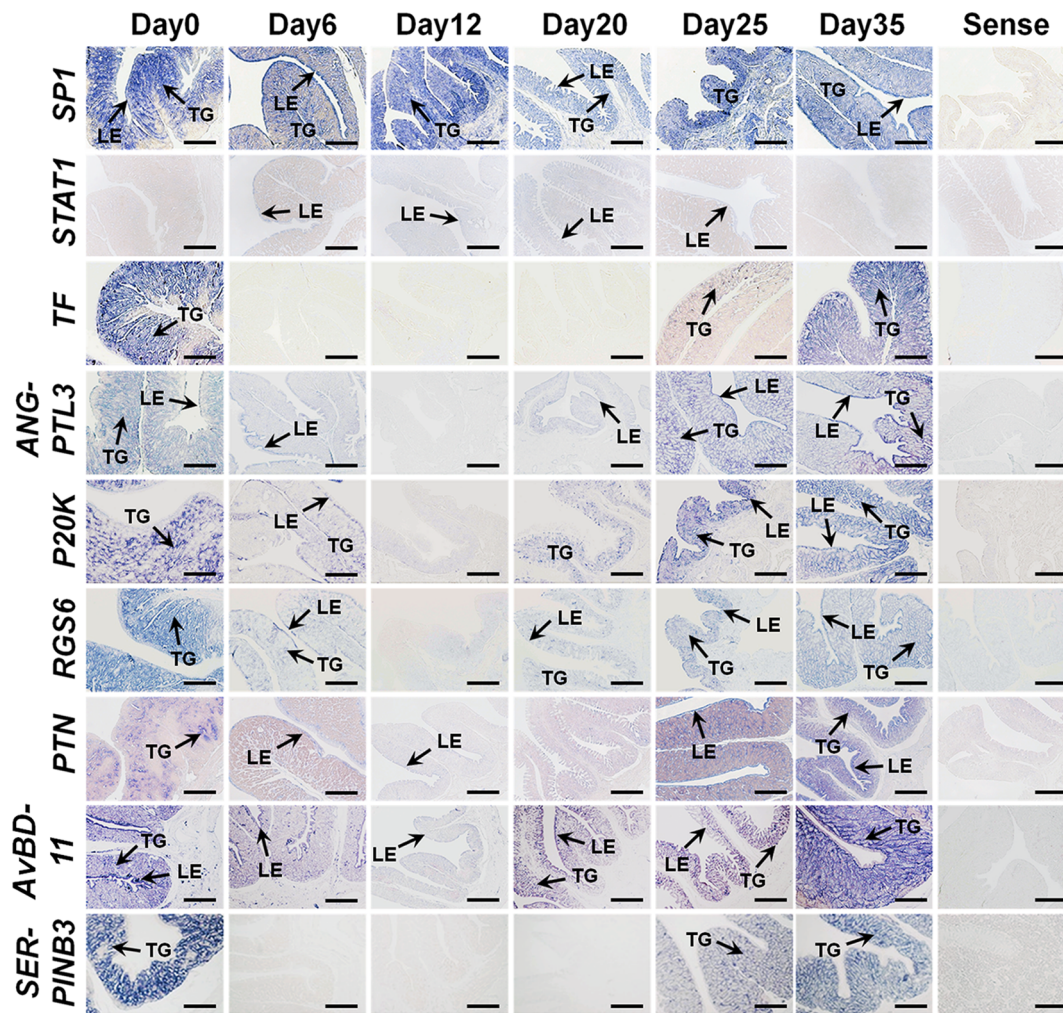 Day0 Day6 Day12 Day20 Day25 Day35 Sense
SP1
LE TG
LE TG
TG
LE TG
TG
TG LE
STAT1
LE
LE
LE
LE
TF
TG
TG
TG
ANG-
PTL3
LE TG
LE
LE
LE TG
TG LE
P20K
TG
LE TG
TG
LE TG
LE TG
RGS6
TG
LE TG
LE TG
LE TG
LE TG
PTN
TG
LE
LE
LE
TG LE
AvBD-
11
TG LE
LE
LE
LE TG
LE TG
TG
SER-
PINB3
TG
TG
TG